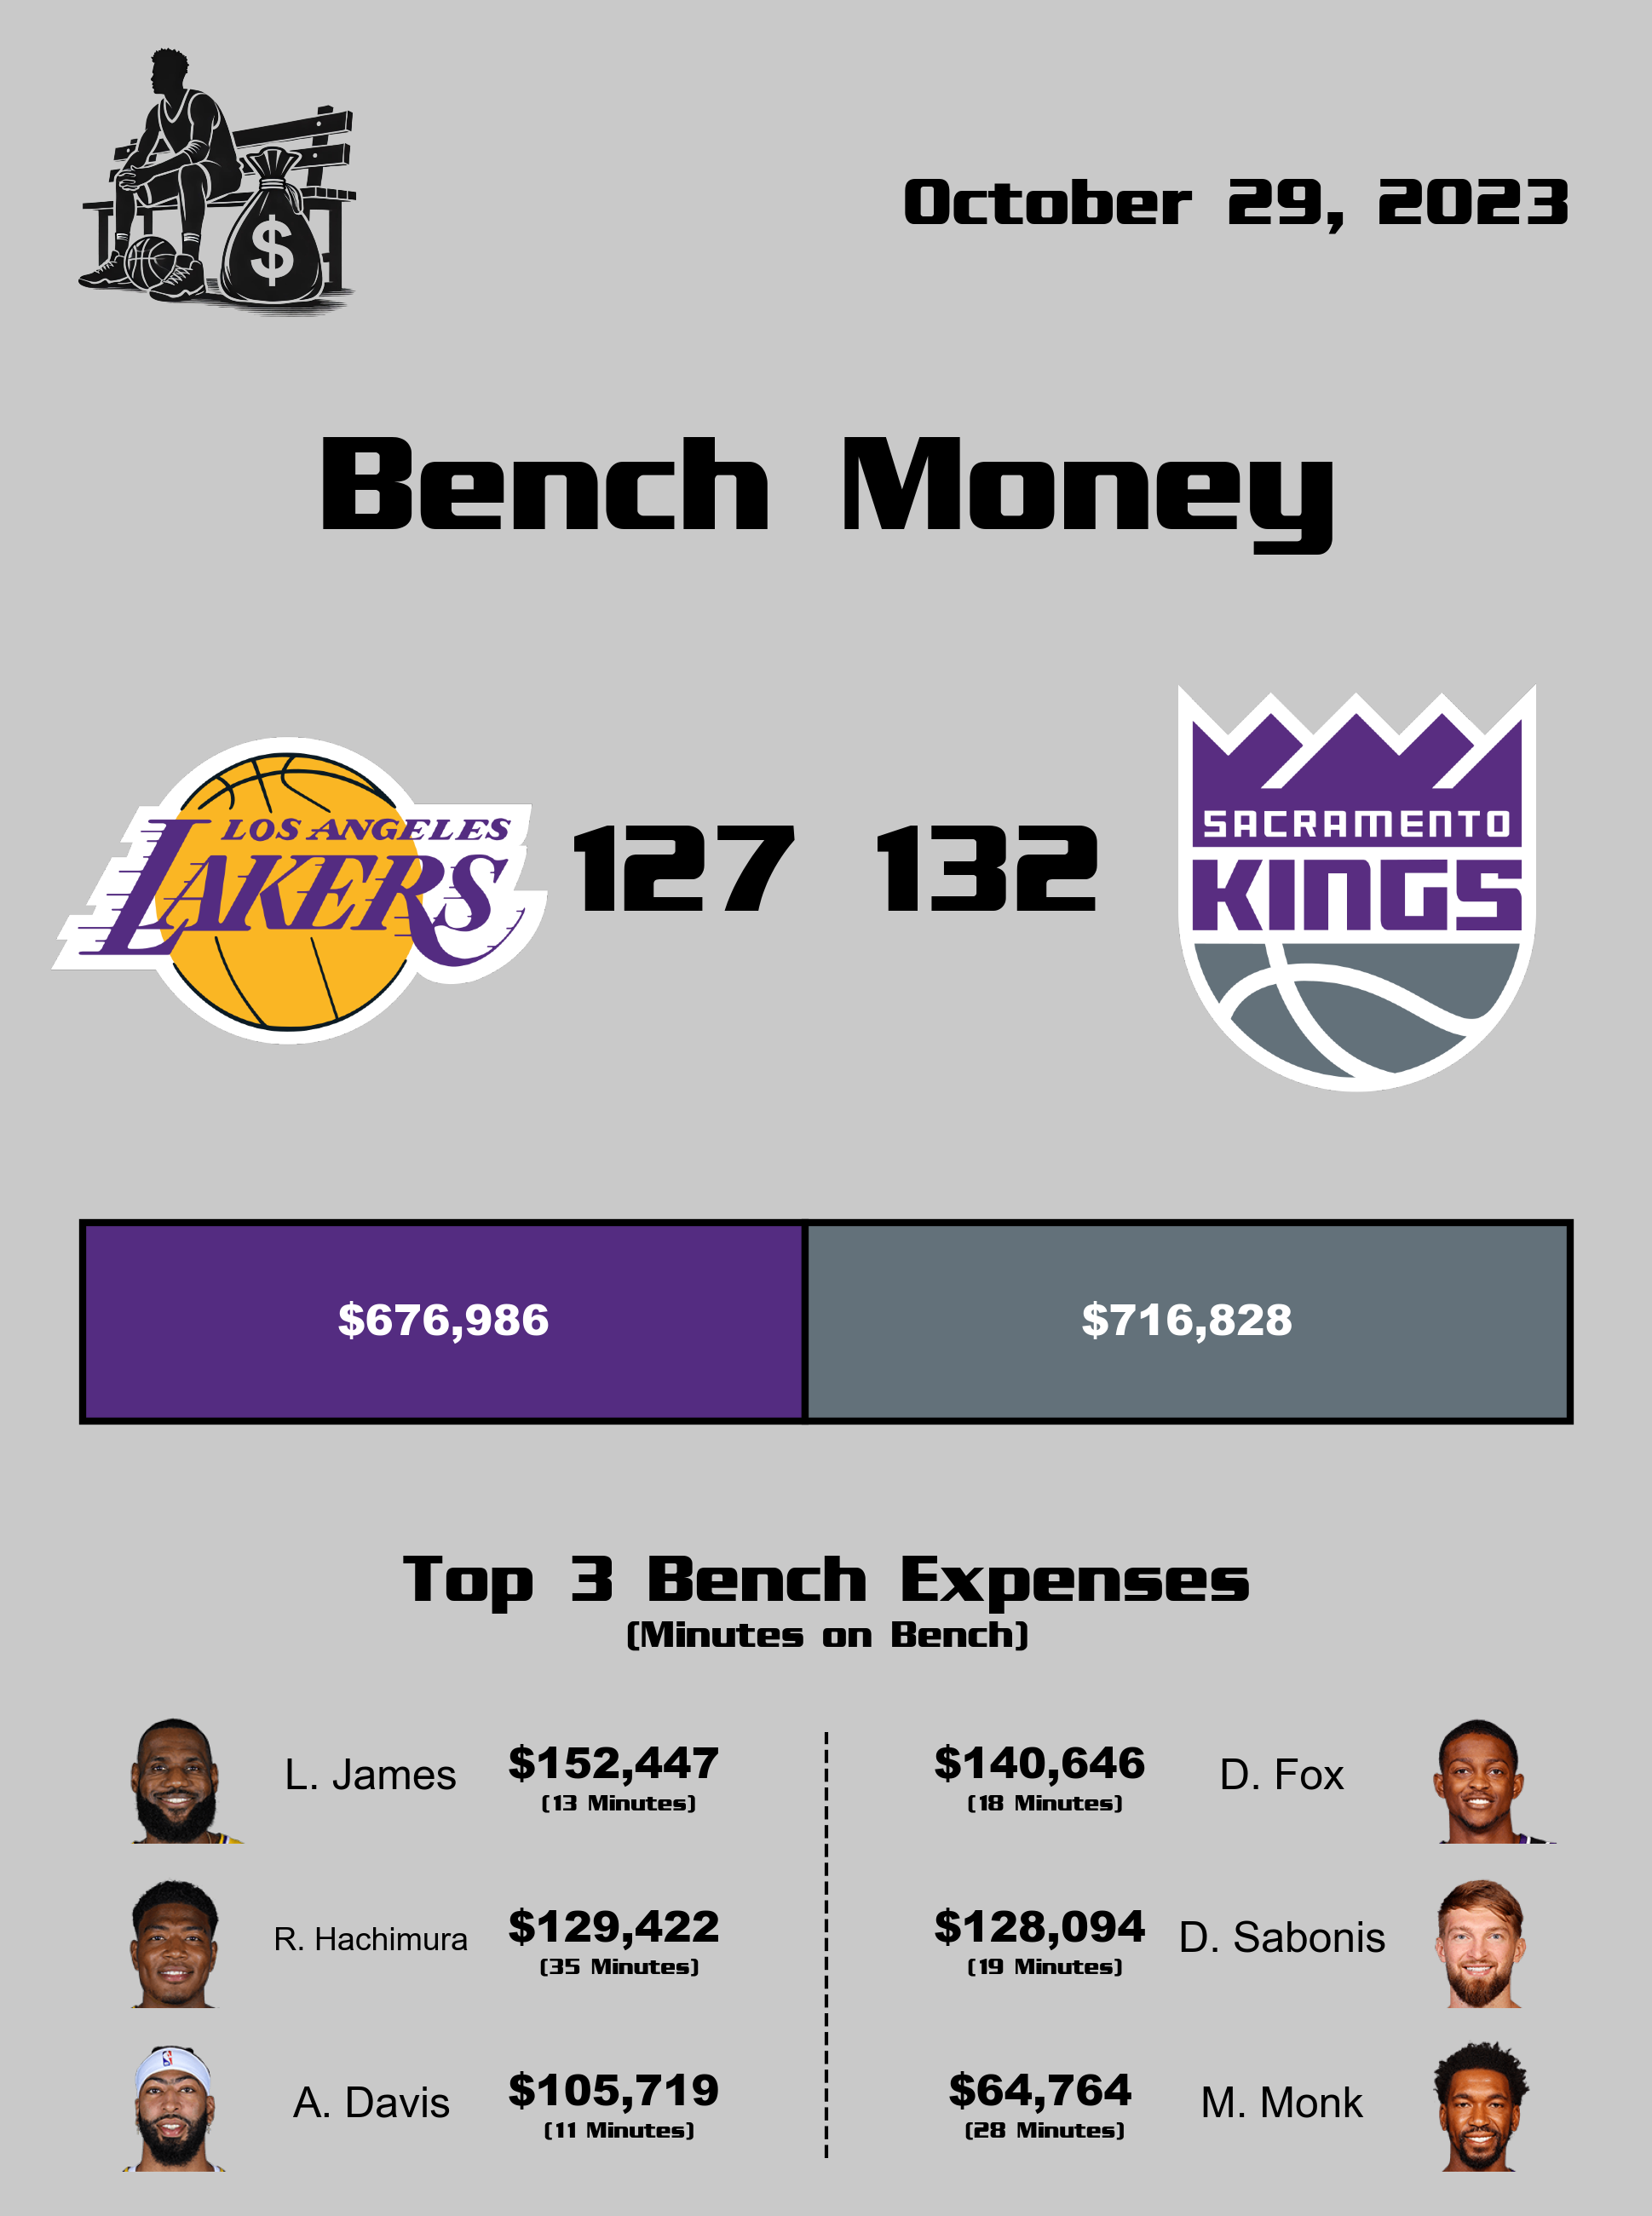 $
October 29, 2023
Bench Money
LOS ANGELES
LAKERS
127 132
SACRAMENTO
KINGS
$676,986 $716,828
Top 3 Bench Expenses
(Minutes on Bench)
L. James $152,447 $140,646 D. Fox
(13 Minutes) (18 Minutes)
R. Hachimura $129,422 $128,094 D. Sabonis
(35 Minutes) (19 Minutes)
A. Davis $105,719 $64,764 M. Monk
(11 Minutes) (28 Minutes)